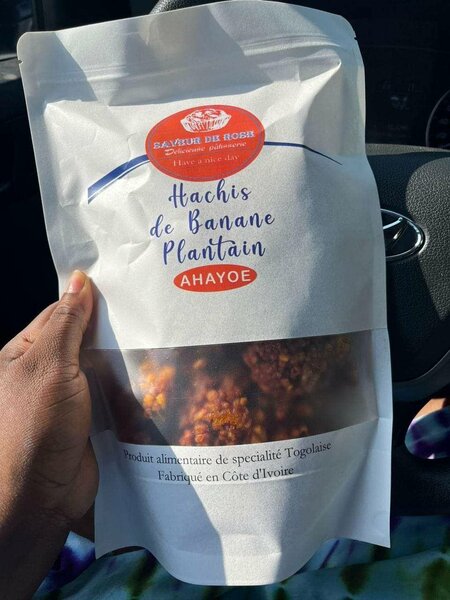 SAVEUR DE ROSE
Délicieuse pâtisserie
Have a nice day
Hachis
de Banane
Plantain
AHAYOE
Produit alimentaire de specialité Togolaise
Fabriqué en Côte d'Ivoire